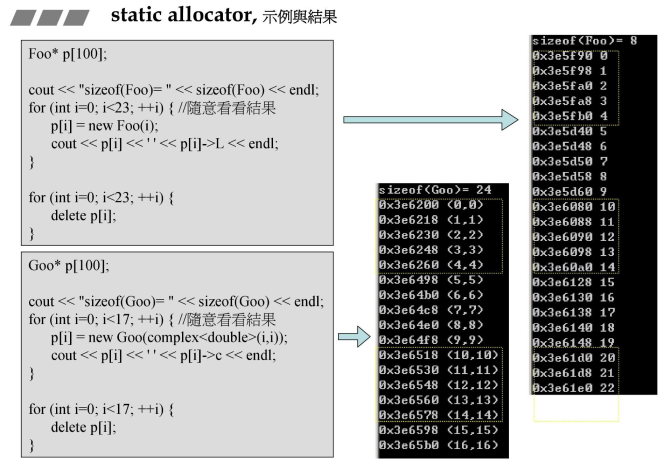 static allocator, 示例與結果
Foo* p[100];
cout << "sizeof(Foo)= " << sizeof(Foo) << endl;
for (int i=0; i<23; ++i) { //隨意看看結果
p[i] = new Foo(i);
cout << p[i] << ' ' << p[i]->L << endl;
}
for (int i=0; i<23; ++i) {
delete p[i];
}
Goo* p[100];
cout << "sizeof(Goo)= " << sizeof(Goo) << endl;
for (int i=0; i<17; ++i) { //隨意看看結果
p[i] = new Goo(complex<double>(i,i));
cout << p[i] << ' ' << p[i]->c << endl;
}
for (int i=0; i<17; ++i) {
delete p[i];
}
sizeof(Goo)= 24
0x3e6200 (0,0)
0x3e6218 (1,1)
0x3e6230 (2,2)
0x3e6248 (3,3)
0x3e6260 (4,4)
0x3e6498 (5,5)
0x3e64b0 (6,6)
0x3e64c8 (7,7)
0x3e64e0 (8,8)
0x3e64f8 (9,9)
0x3e6518 (10,10)
0x3e6530 (11,11)
0x3e6548 (12,12)
0x3e6560 (13,13)
0x3e6578 (14,14)
0x3e6598 (15,15)
0x3e65b0 (16,16)
sizeof(Foo)= 8
0x3e5f90 0
0x3e5f98 1
0x3e5fa0 2
0x3e5fa8 3
0x3e5fb0 4
0x3e5d40 5
0x3e5d48 6
0x3e5d50 7
0x3e5d58 8
0x3e5d60 9
0x3e6080 10
0x3e6088 11
0x3e6090 12
0x3e6098 13
0x3e60a0 14
0x3e6128 15
0x3e6130 16
0x3e6138 17
0x3e6140 18
0x3e6148 19
0x3e61d0 20
0x3e61d8 21
0x3e61e0 22